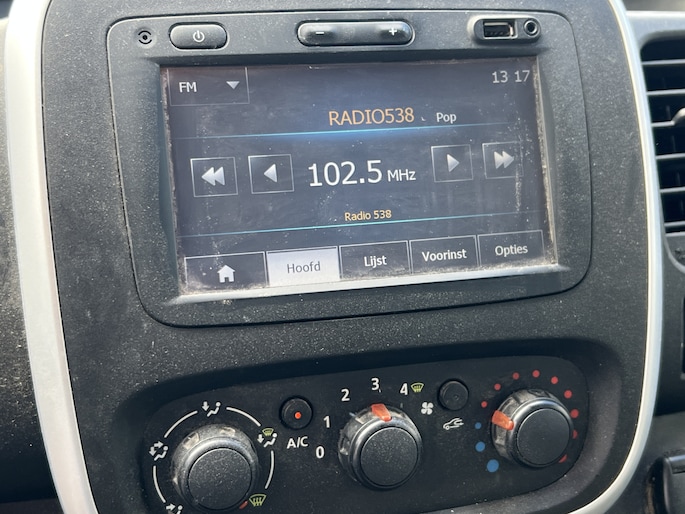 − +
FM 13 17
RADIO538 Pop
102.5 MHz
Radio 538
Hoofd Lijst Voorinst Opties
A/C 0 1 2 3 4